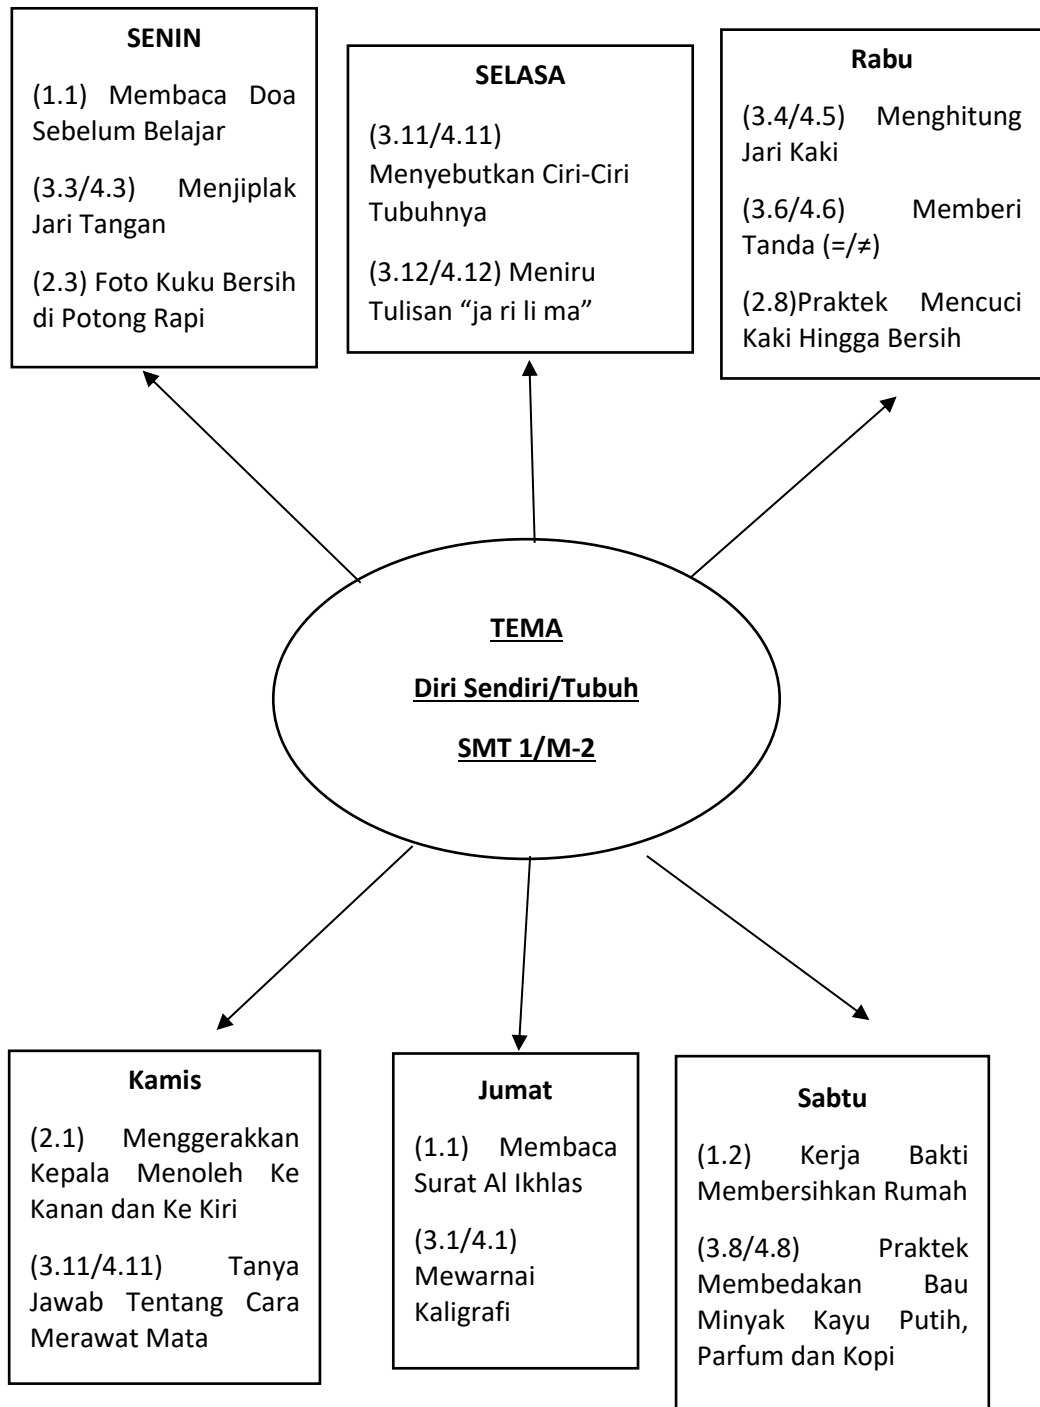 SENIN
(1.1) Membaca Doa
Sebelum Belajar
(3.3/4.3) Menjiplak
Jari Tangan
(2.3) Foto Kuku Bersih
di Potong Rapi
SELASA
(3.11/4.11)
Menyebutkan Ciri-Ciri
Tubuhnya
(3.12/4.12) Meniru
Tulisan “ja ri li ma”
Rabu
(3.4/4.5) Menghitung
Jari Kaki
(3.6/4.6) Memberi
Tanda (=/≠)
(2.8)Praktek Mencuci
Kaki Hingga Bersih
TEMA
Diri Sendiri/Tubuh
SMT 1/M-2
Kamis
(2.1) Menggerakkan
Kepala Menoleh Ke
Kanan dan Ke Kiri
(3.11/4.11) Tanya
Jawab Tentang Cara
Merawat Mata
Jumat
(1.1) Membaca
Surat Al Ikhlas
(3.1/4.1)
Mewarnai
Kaligrafi
Sabtu
(1.2) Kerja Bakti
Membersihkan Rumah
(3.8/4.8) Praktek
Membedakan Bau
Minyak Kayu Putih,
Parfum dan Kopi